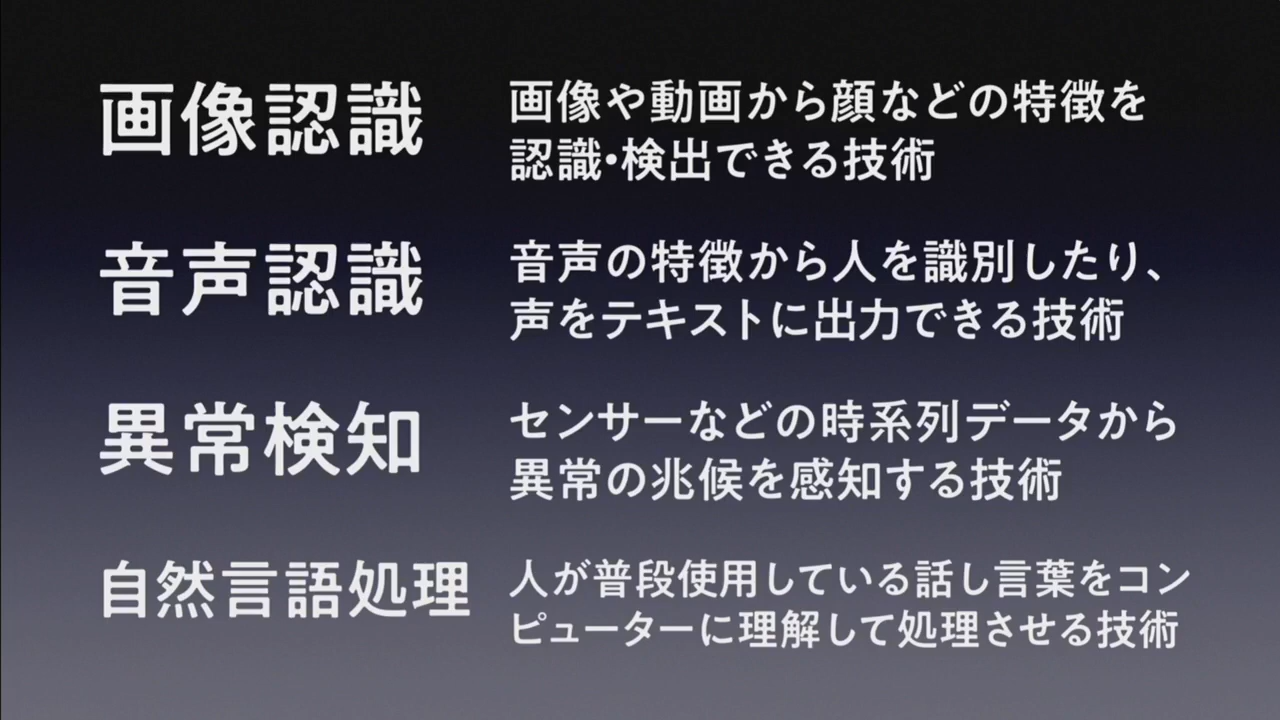 画像認識
画像や動画から顔などの特徴を
認識・検出できる技術
音声認識
音声の特徴から人を識別したり、
声をテキストに出力できる技術
異常検知
センサーなどの時系列データから
異常の兆候を感知する技術
自然言語処理
人が普段使用している話し言葉をコン
ピューターに理解して処理させる技術